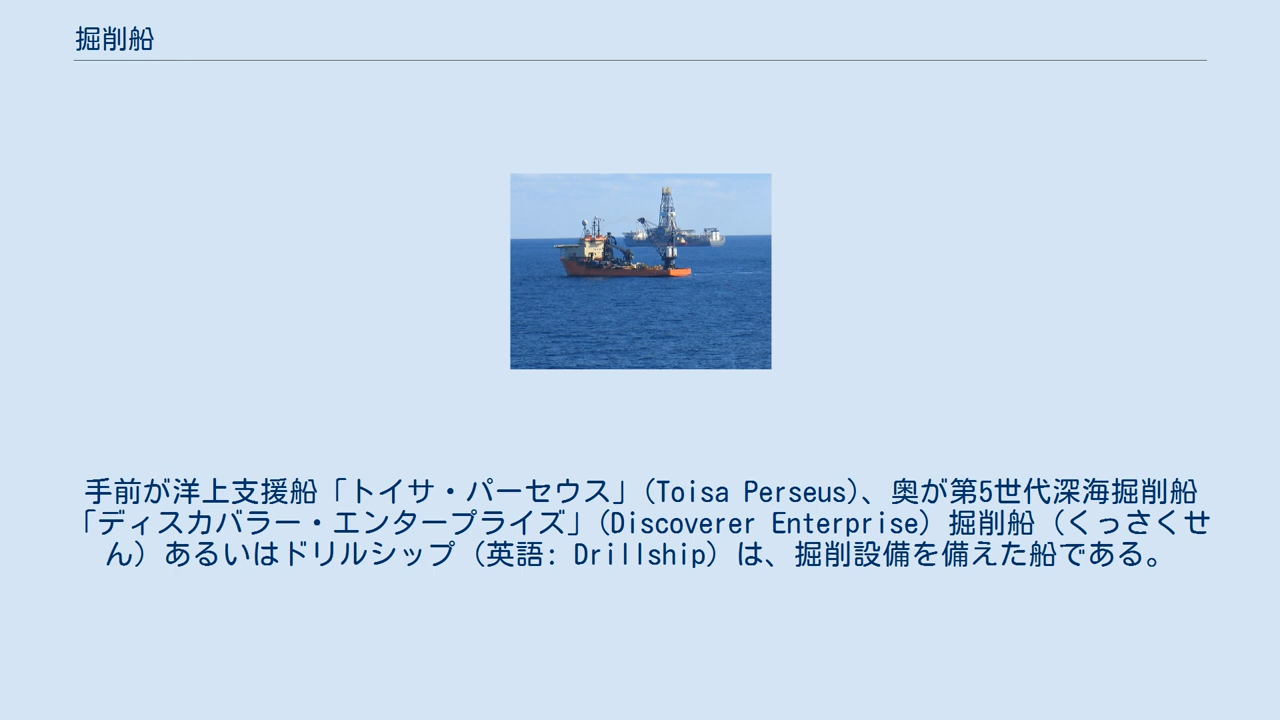 掘削船
手前が洋上支援船「トイサ・パーセウス」（Toisa Perseus）、奥が第5世代深海掘削船
「ディスカバラー・エンタープライズ」（Discoverer Enterprise）掘削船（くっさくせ
ん）あるいはドリルシップ（英語: Drillship）は、掘削設備を備えた船である。